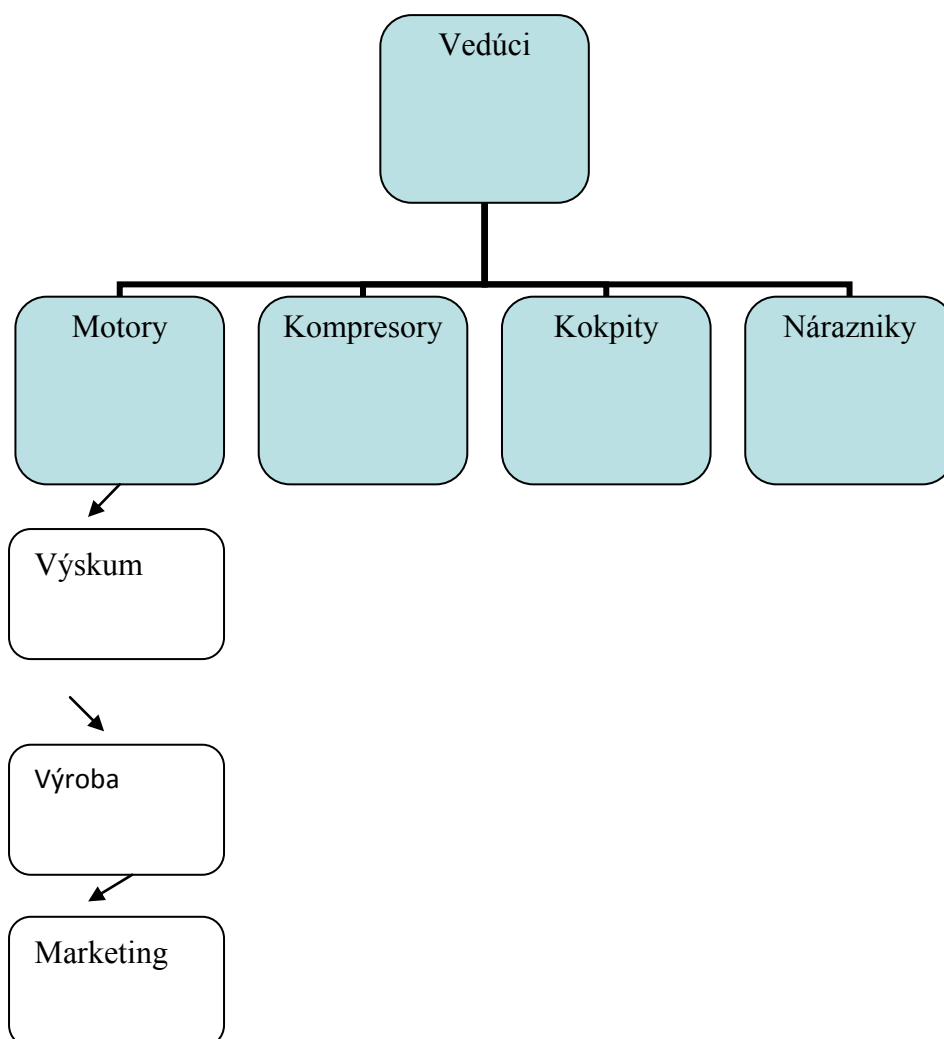 Vedúci
Motory
Kompresory
Kokpity
Nárazniky
Výskum
Výroba
Marketing